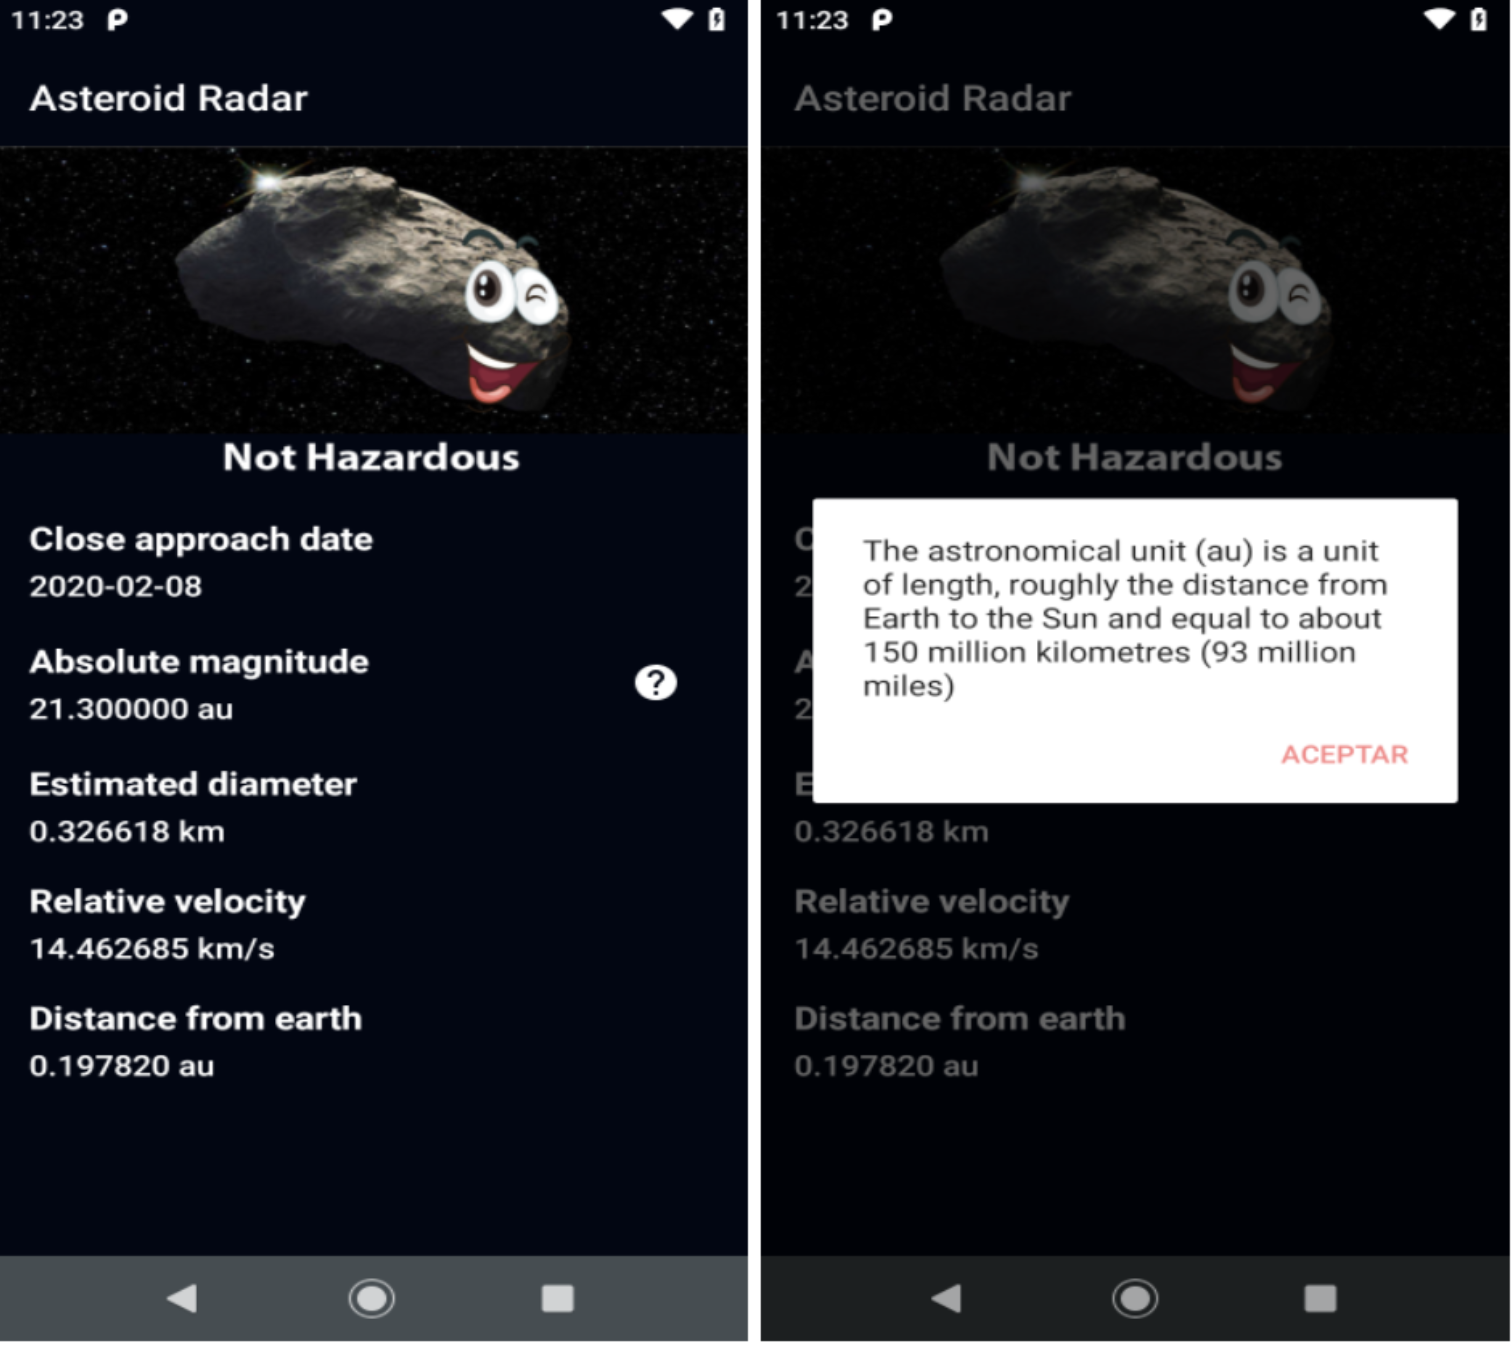 11:23
Asteroid Radar
Not Hazardous
Close approach date
2020-02-08
Absolute magnitude
21.300000 au
?
Estimated diameter
0.326618 km
Relative velocity
14.462685 km/s
Distance from earth
0.197820 au
11:23
Asteroid Radar
Not Hazardous
C
2
The astronomical unit (au) is a unit
of length, roughly the distance from
Earth to the Sun and equal to about
150 million kilometres (93 million
miles)
ACEPTAR
A
2
E
0.326618 km
Relative velocity
14.462685 km/s
Distance from earth
0.197820 au